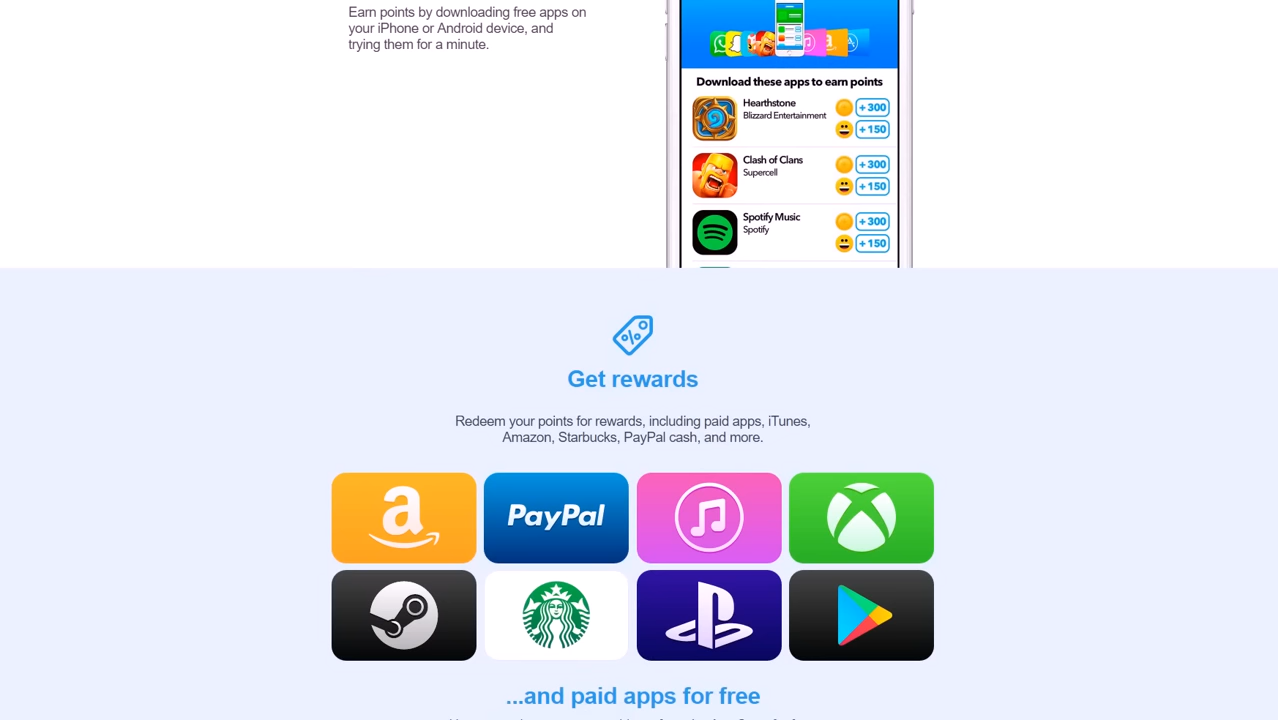 Earn points by downloading free apps on
your iPhone or Android device, and
trying them for a minute.
Download these apps to earn points
Hearthstone
Blizzard Entertainment
+300
+150
Clash of Clans
Supercell
+300
+150
Spotify Music
Spotify
+300
+150
Get rewards
Redeem your points for rewards, including paid apps, iTunes,
Amazon, Starbucks, PayPal cash, and more.
a
PayPal
...and paid apps for free